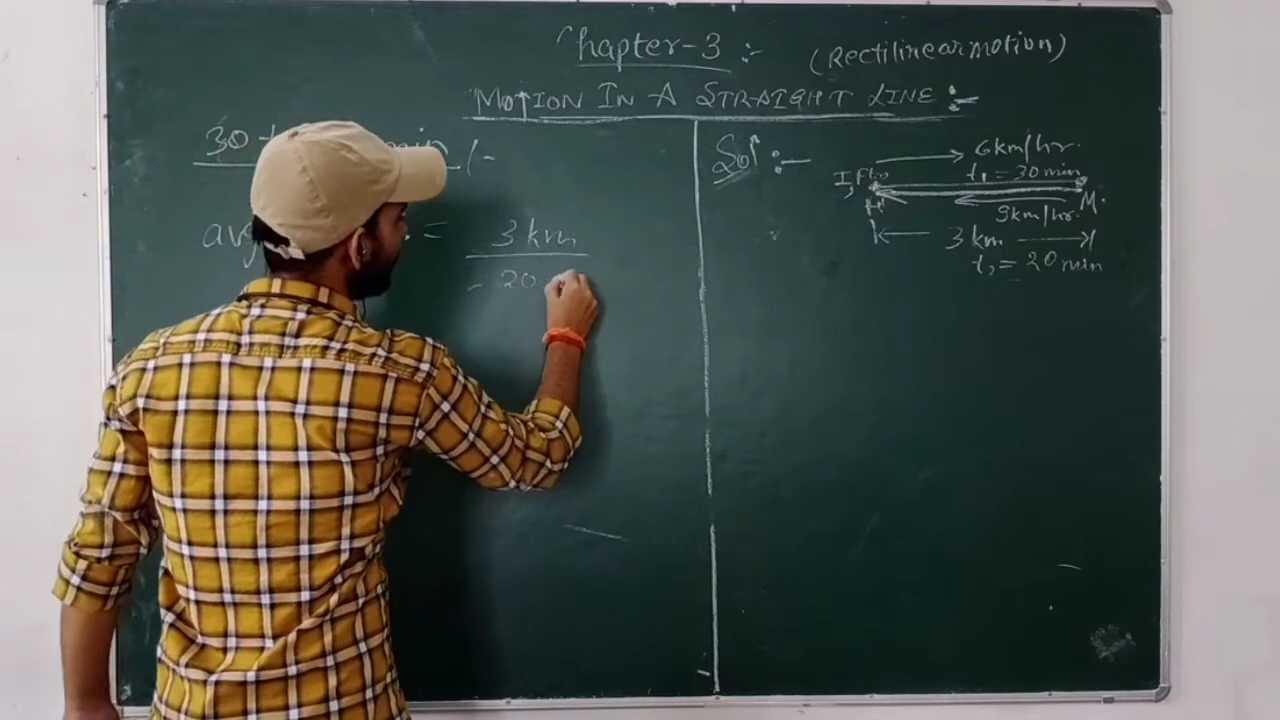 Chapter-3 :-
(Rectilinear motion)
MOTION IN A STRAIGHT LINE :-
30 min :-
avg = 3 km
20
Sol :-
6km/hr.
t₁ = 30 min
M.
9km/hr.
3 km
t₂ = 20 min